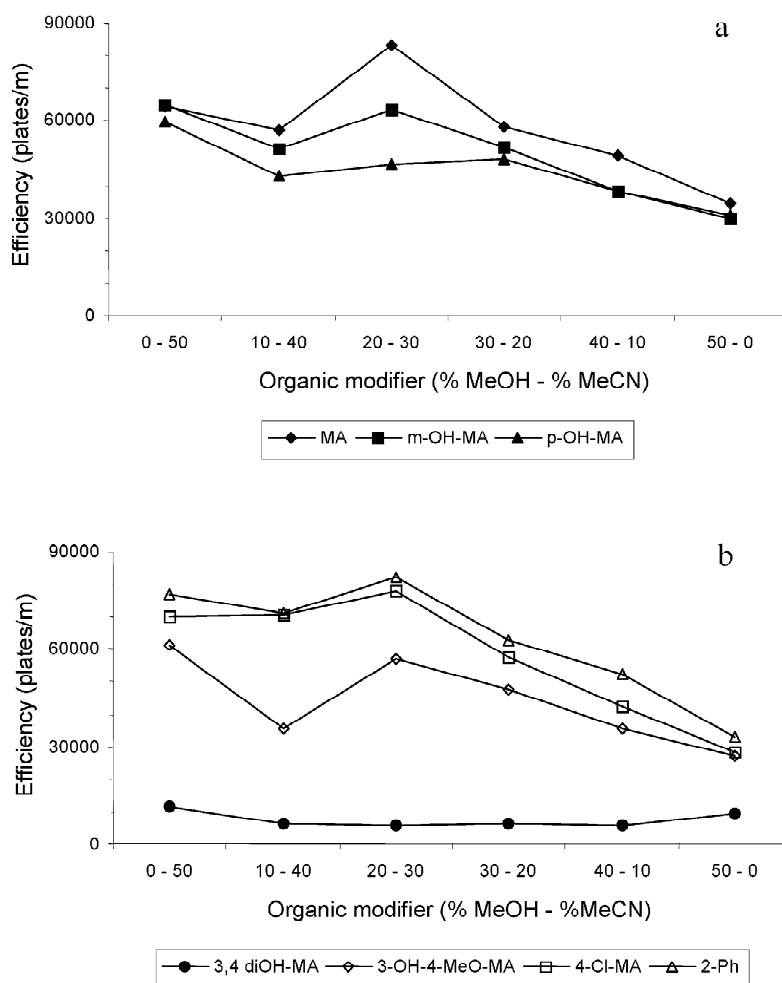 a
90000
60000
30000
0
Efficiency (plates/m)
0 - 50 10 - 40 20 - 30 30 - 20 40 - 10 50 - 0
Organic modifier (% MeOH - % MeCN)
MA m-OH-MA p-OH-MA
b
90000
60000
30000
0
Efficiency (plates/m)
0 - 50 10 - 40 20 - 30 30 - 20 40 - 10 50 - 0
Organic modifier (% MeOH - %MeCN)
3,4 diOH-MA 3-OH-4-MeO-MA 4-Cl-MA 2-Ph